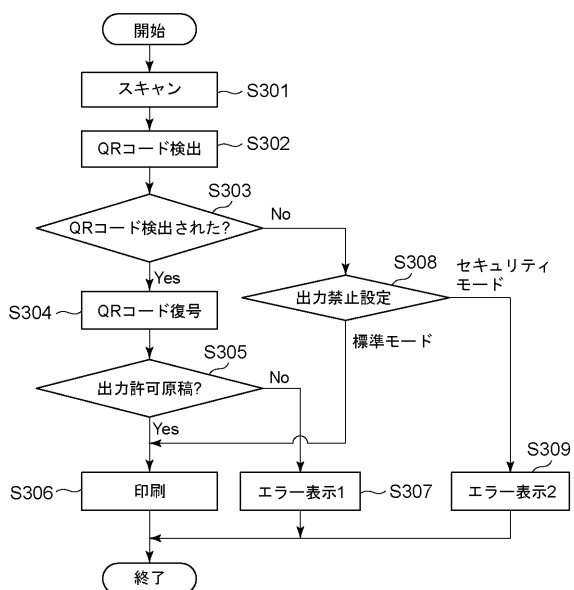 開始
スキャン
S301
QRコード検出
S302
QRコード検出された?
S303
No
Yes
S304
QRコード復号
出力禁止設定
S308
セキュリティ
モード
標準モード
出力許可原稿?
S305
No
Yes
S306
印刷
エラー表示1
S307
エラー表示2
S309
終了